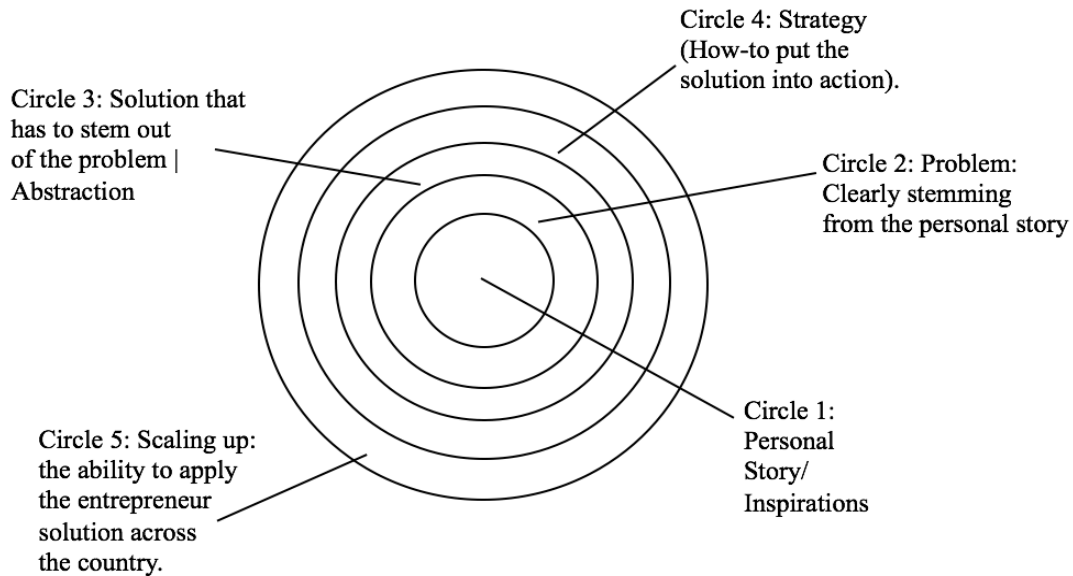 Circle 4: Strategy
(How-to put the
solution into action).
Circle 3: Solution that
has to stem out
of the problem |
Abstraction
Circle 2: Problem:
Clearly stemming
from the personal story
Circle 1:
Personal
Story/
Inspirations
Circle 5: Scaling up:
the ability to apply
the entrepreneur
solution across
the country.